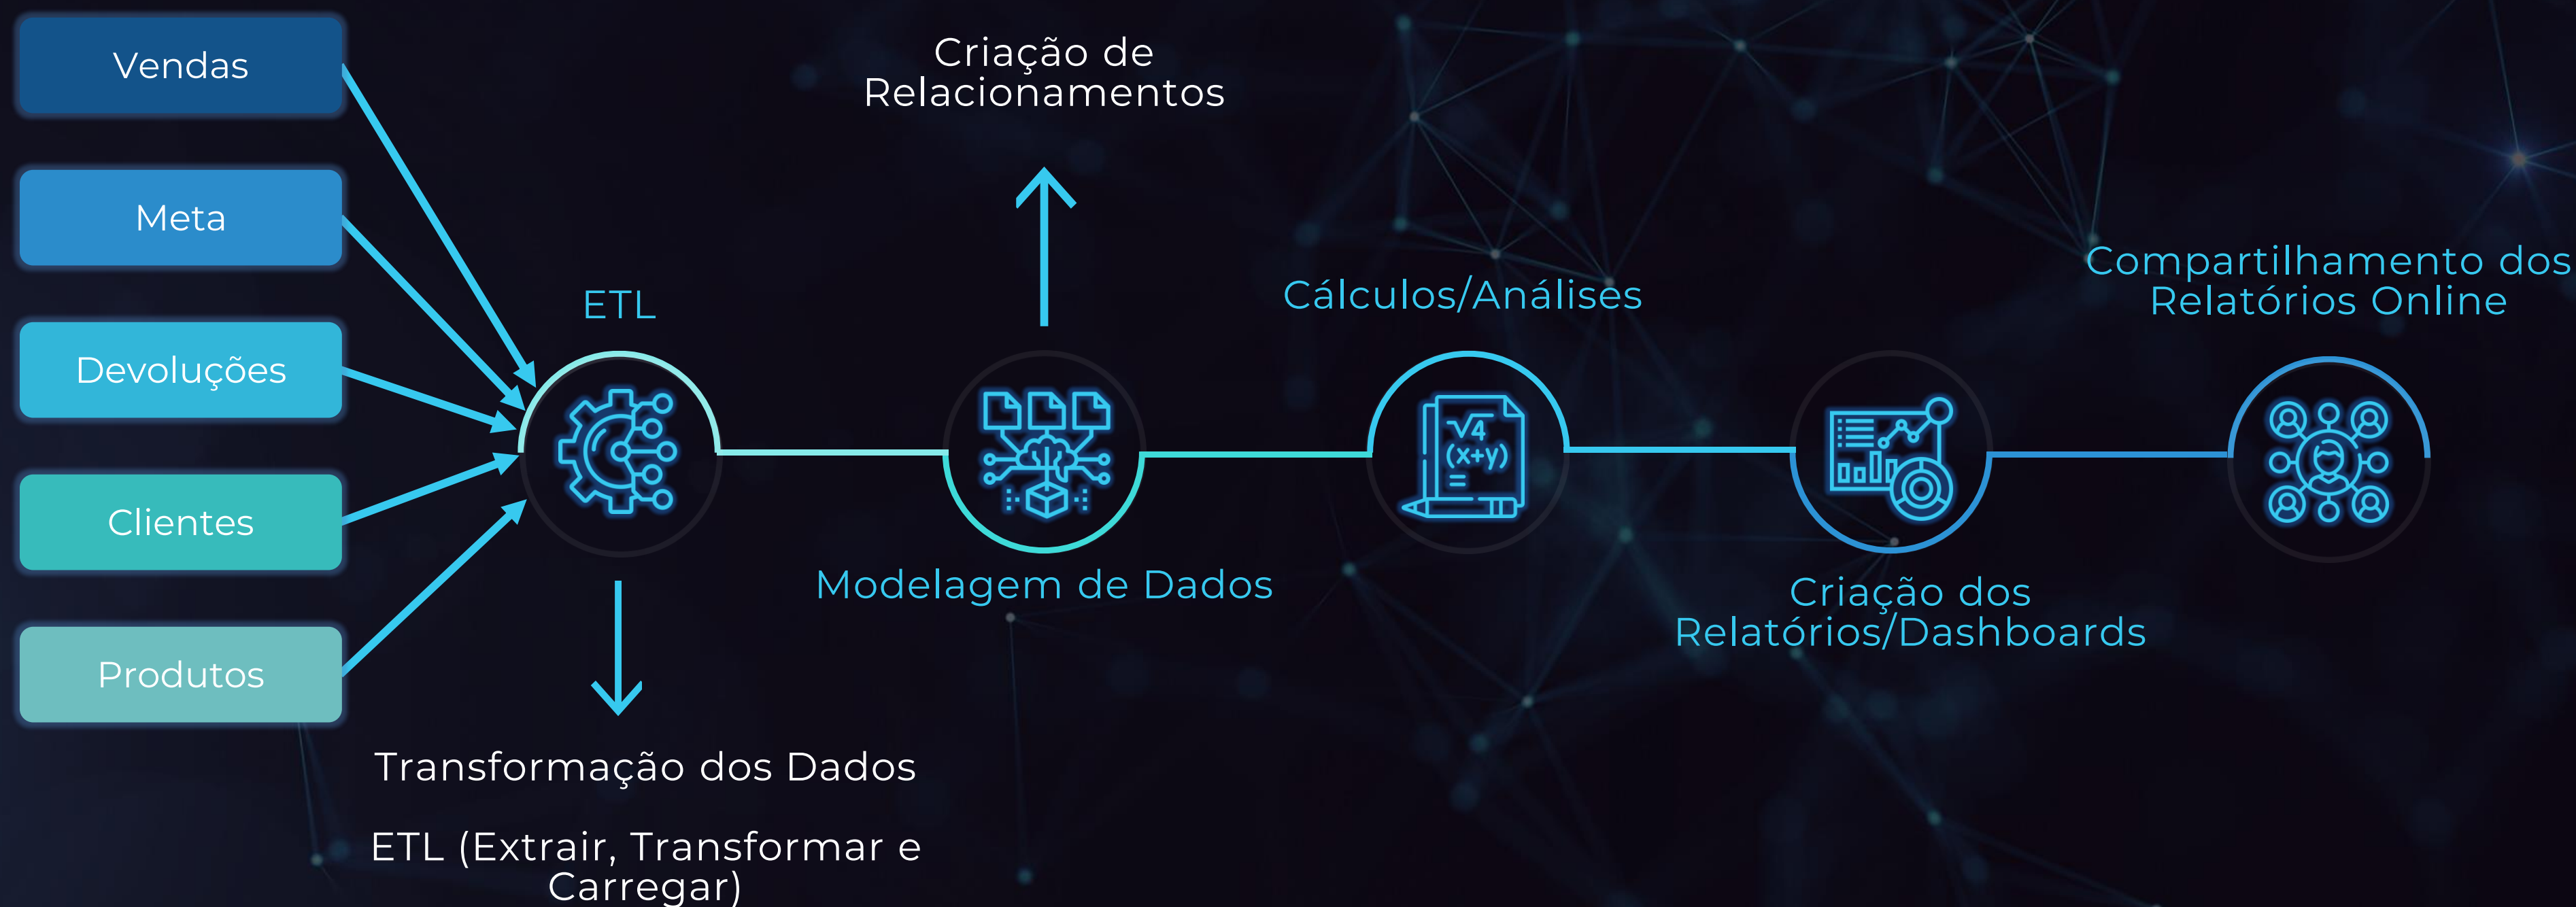 Vendas
Meta
Devoluções
Clientes
Produtos
ETL
Transformação dos Dados
ETL (Extrair, Transformar e
Carregar)
Criação de
Relacionamentos
Modelagem de Dados
Cálculos/Análises
√4
(x+y)
=
Criação dos
Relatórios/Dashboards
Compartilhamento dos
Relatórios Online